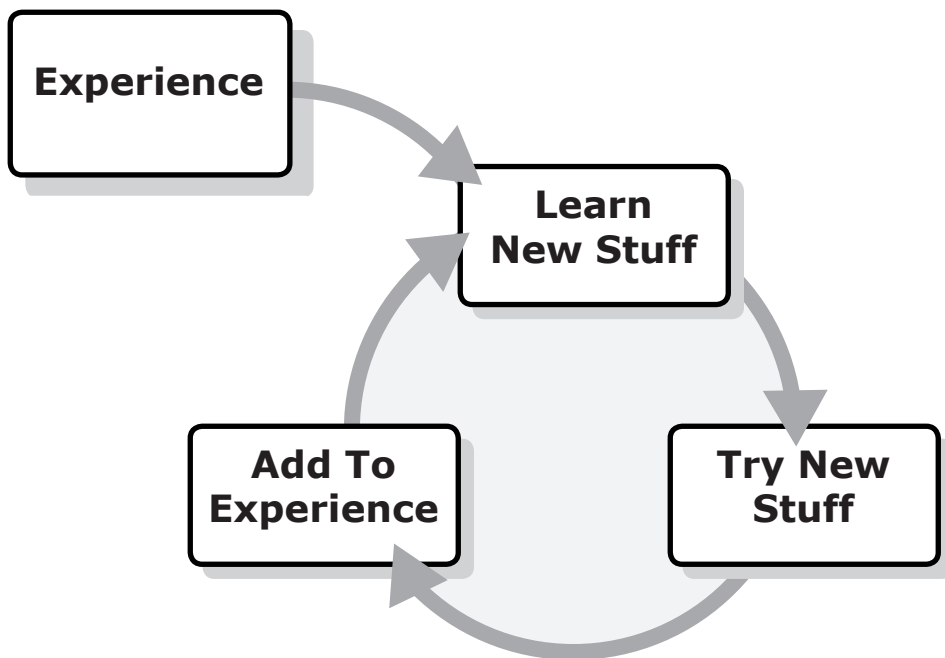 Experience
Learn
New Stuff
Try New
Stuff
Add To
Experience